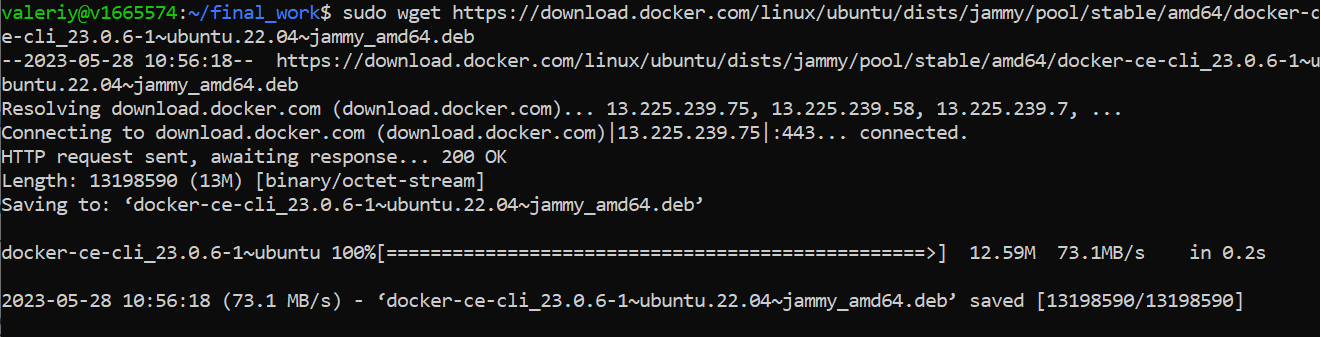 valeriy@v1665574:~/final_work$ sudo wget https://download.docker.com/linux/ubuntu/dists/jammy/pool/stable/amd64/docker-c
e-cli_23.0.6-1~ubuntu.22.04~jammy_amd64.deb
--2023-05-28 10:56:18--  https://download.docker.com/linux/ubuntu/dists/jammy/pool/stable/amd64/docker-ce-cli_23.0.6-1~u
buntu.22.04~jammy_amd64.deb
Resolving download.docker.com (download.docker.com)... 13.225.239.75, 13.225.239.58, 13.225.239.7, ...
Connecting to download.docker.com (download.docker.com)|13.225.239.75|:443... connected.
HTTP request sent, awaiting response... 200 OK
Length: 13198590 (13M) [binary/octet-stream]
Saving to: ‘docker-ce-cli_23.0.6-1~ubuntu.22.04~jammy_amd64.deb’
docker-ce-cli_23.0.6-1~ubuntu 100%[=================================================>]  12.59M  73.1MB/s    in 0.2s
2023-05-28 10:56:18 (73.1 MB/s) - ‘docker-ce-cli_23.0.6-1~ubuntu.22.04~jammy_amd64.deb’ saved [13198590/13198590]